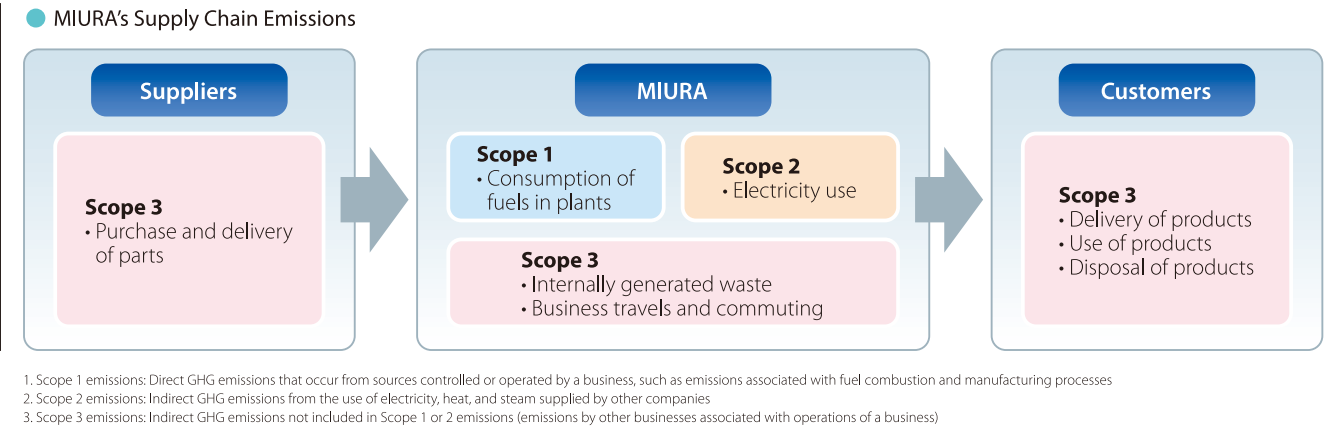 MIURA's Supply Chain Emissions
Suppliers
Scope 3
• Purchase and delivery
of parts
MIURA
Scope 1
• Consumption of
fuels in plants
Scope 2
• Electricity use
Scope 3
• Internally generated waste
• Business travels and commuting
Customers
Scope 3
• Delivery of products
• Use of products
• Disposal of products
1. Scope 1 emissions: Direct GHG emissions that occur from sources controlled or operated by a business, such as emissions associated with fuel combustion and manufacturing processes
2. Scope 2 emissions: Indirect GHG emissions from the use of electricity, heat, and steam supplied by other companies
3. Scope 3 emissions: Indirect GHG emissions not included in Scope 1 or 2 emissions (emissions by other businesses associated with operations of a business)